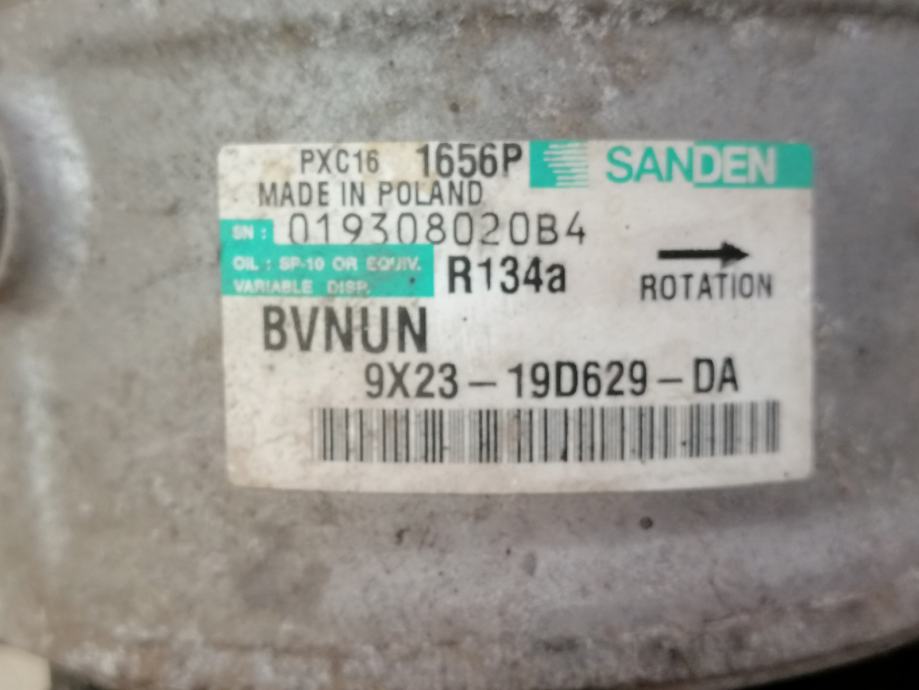 PXC16 1656P SANDEN
MADE IN POLAND
SN : 019308020B4
OIL : SP-10 OR EQUIV.
VARIABLE DISP.
R134a
ROTATION
BVNUN
9X23-19D629-DA